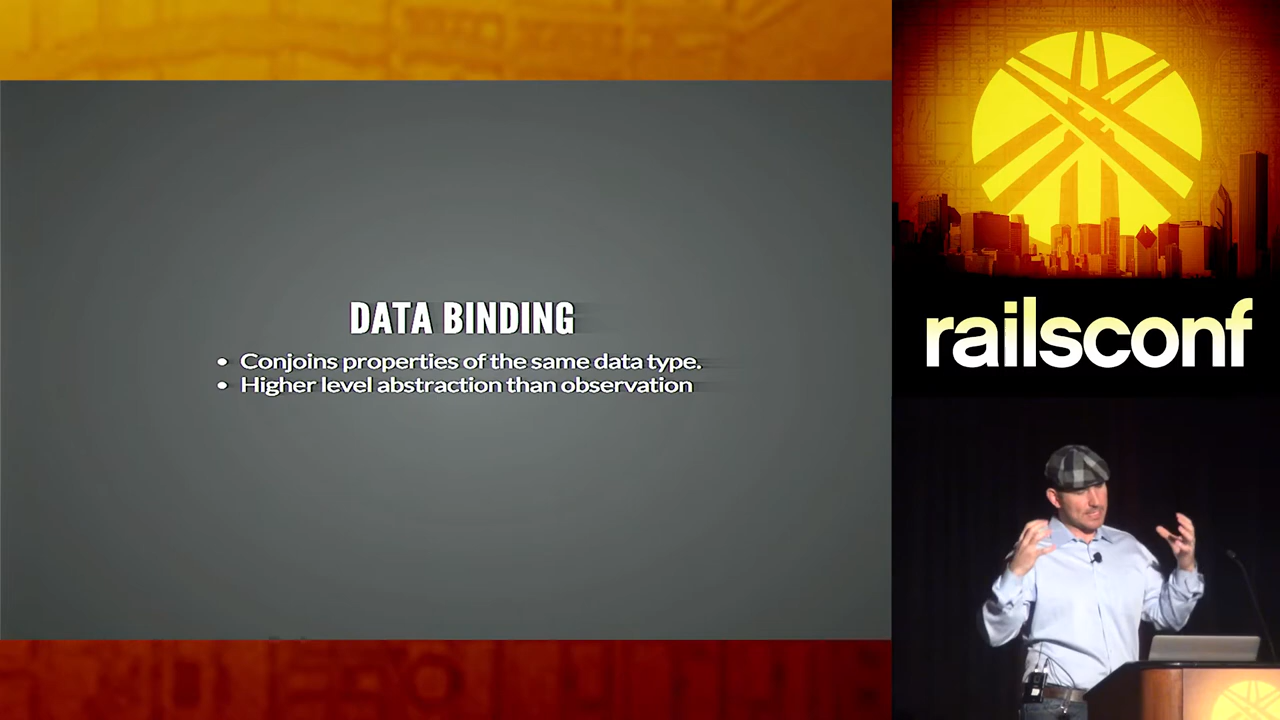 DATA BINDING
• Conjoins properties of the same data type.
• Higher level abstraction than observation
railsconf